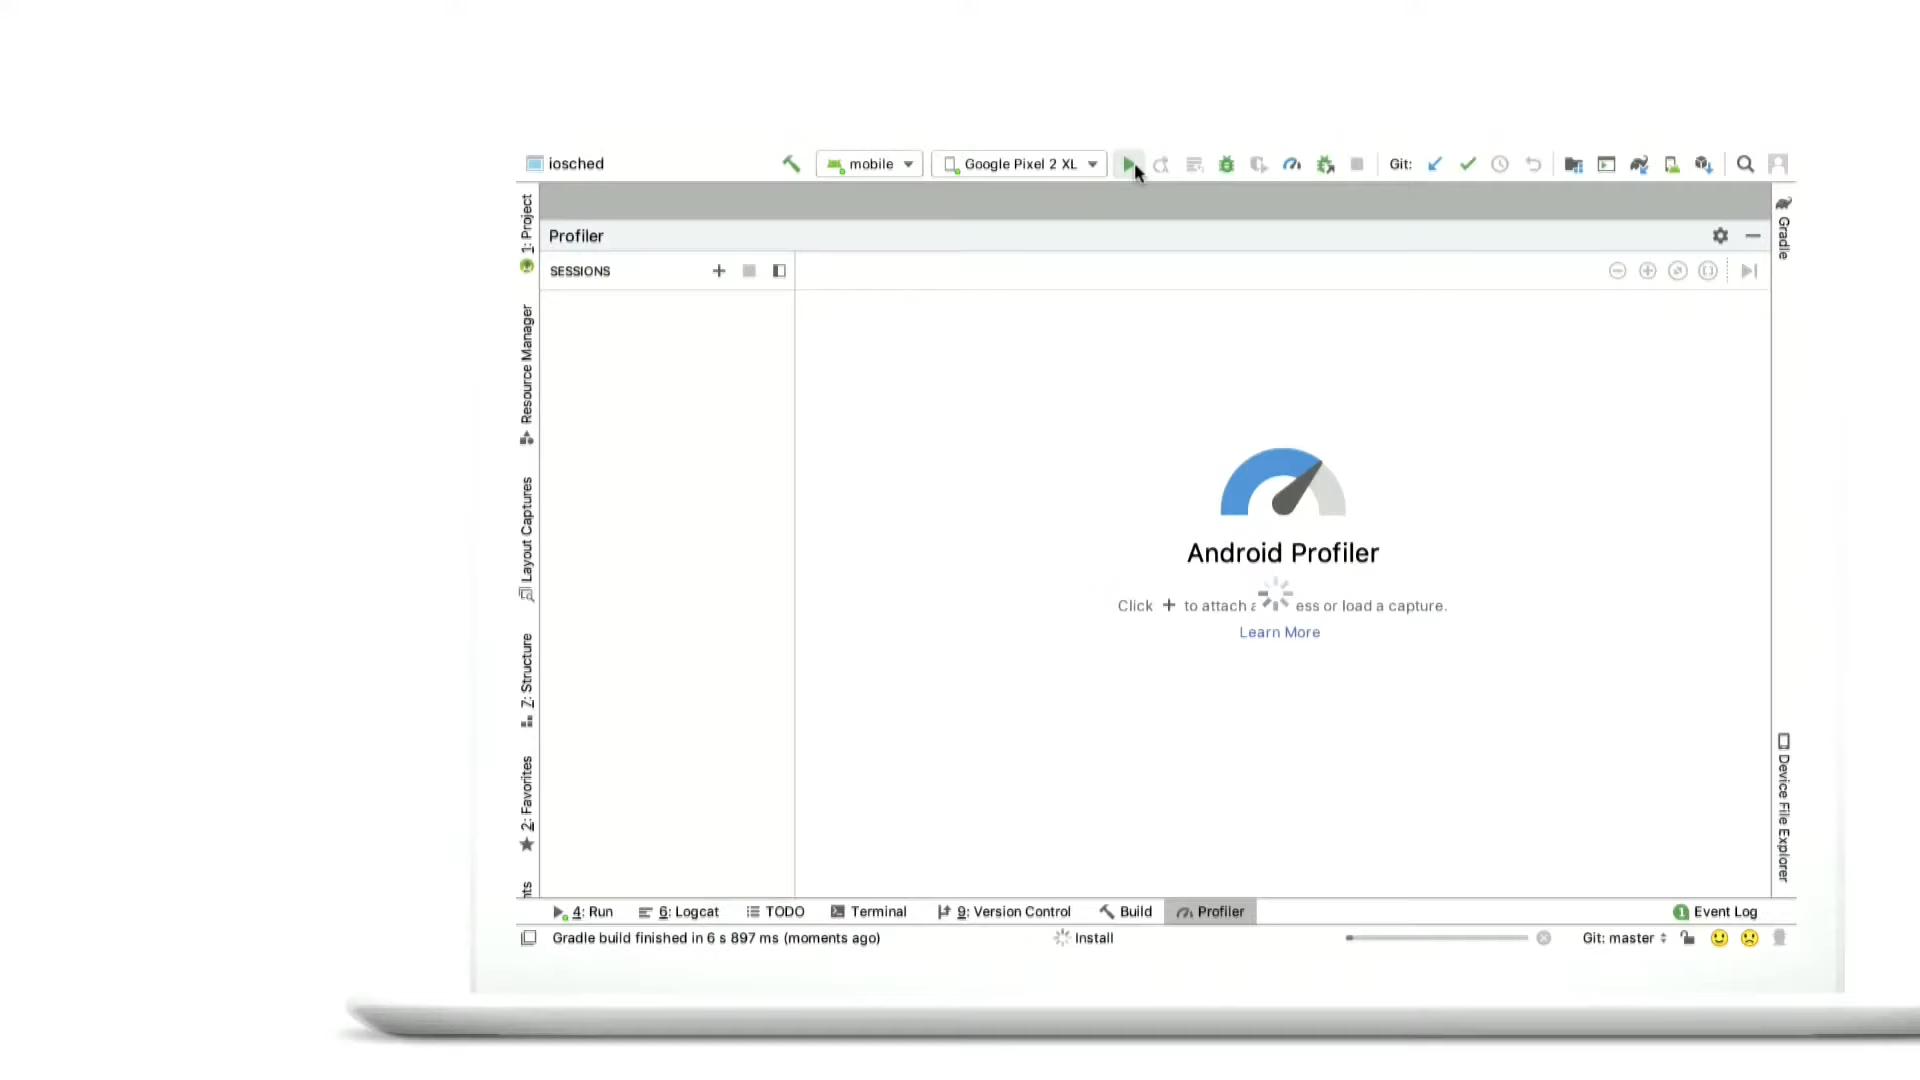 iosched
mobile
Google Pixel 2 XL
Git:
1: Project
Resource Manager
Layout Captures
Z: Structure
2: Favorites
nts
Profiler
SESSIONS
Android Profiler
Click + to attach a ess or load a capture.
Learn More
Gradle
Device File Explorer
4: Run
6: Logcat
TODO
Terminal
9: Version Control
Build
Profiler
1 Event Log
Gradle build finished in 6 s 897 ms (moments ago)
Install
Git: master